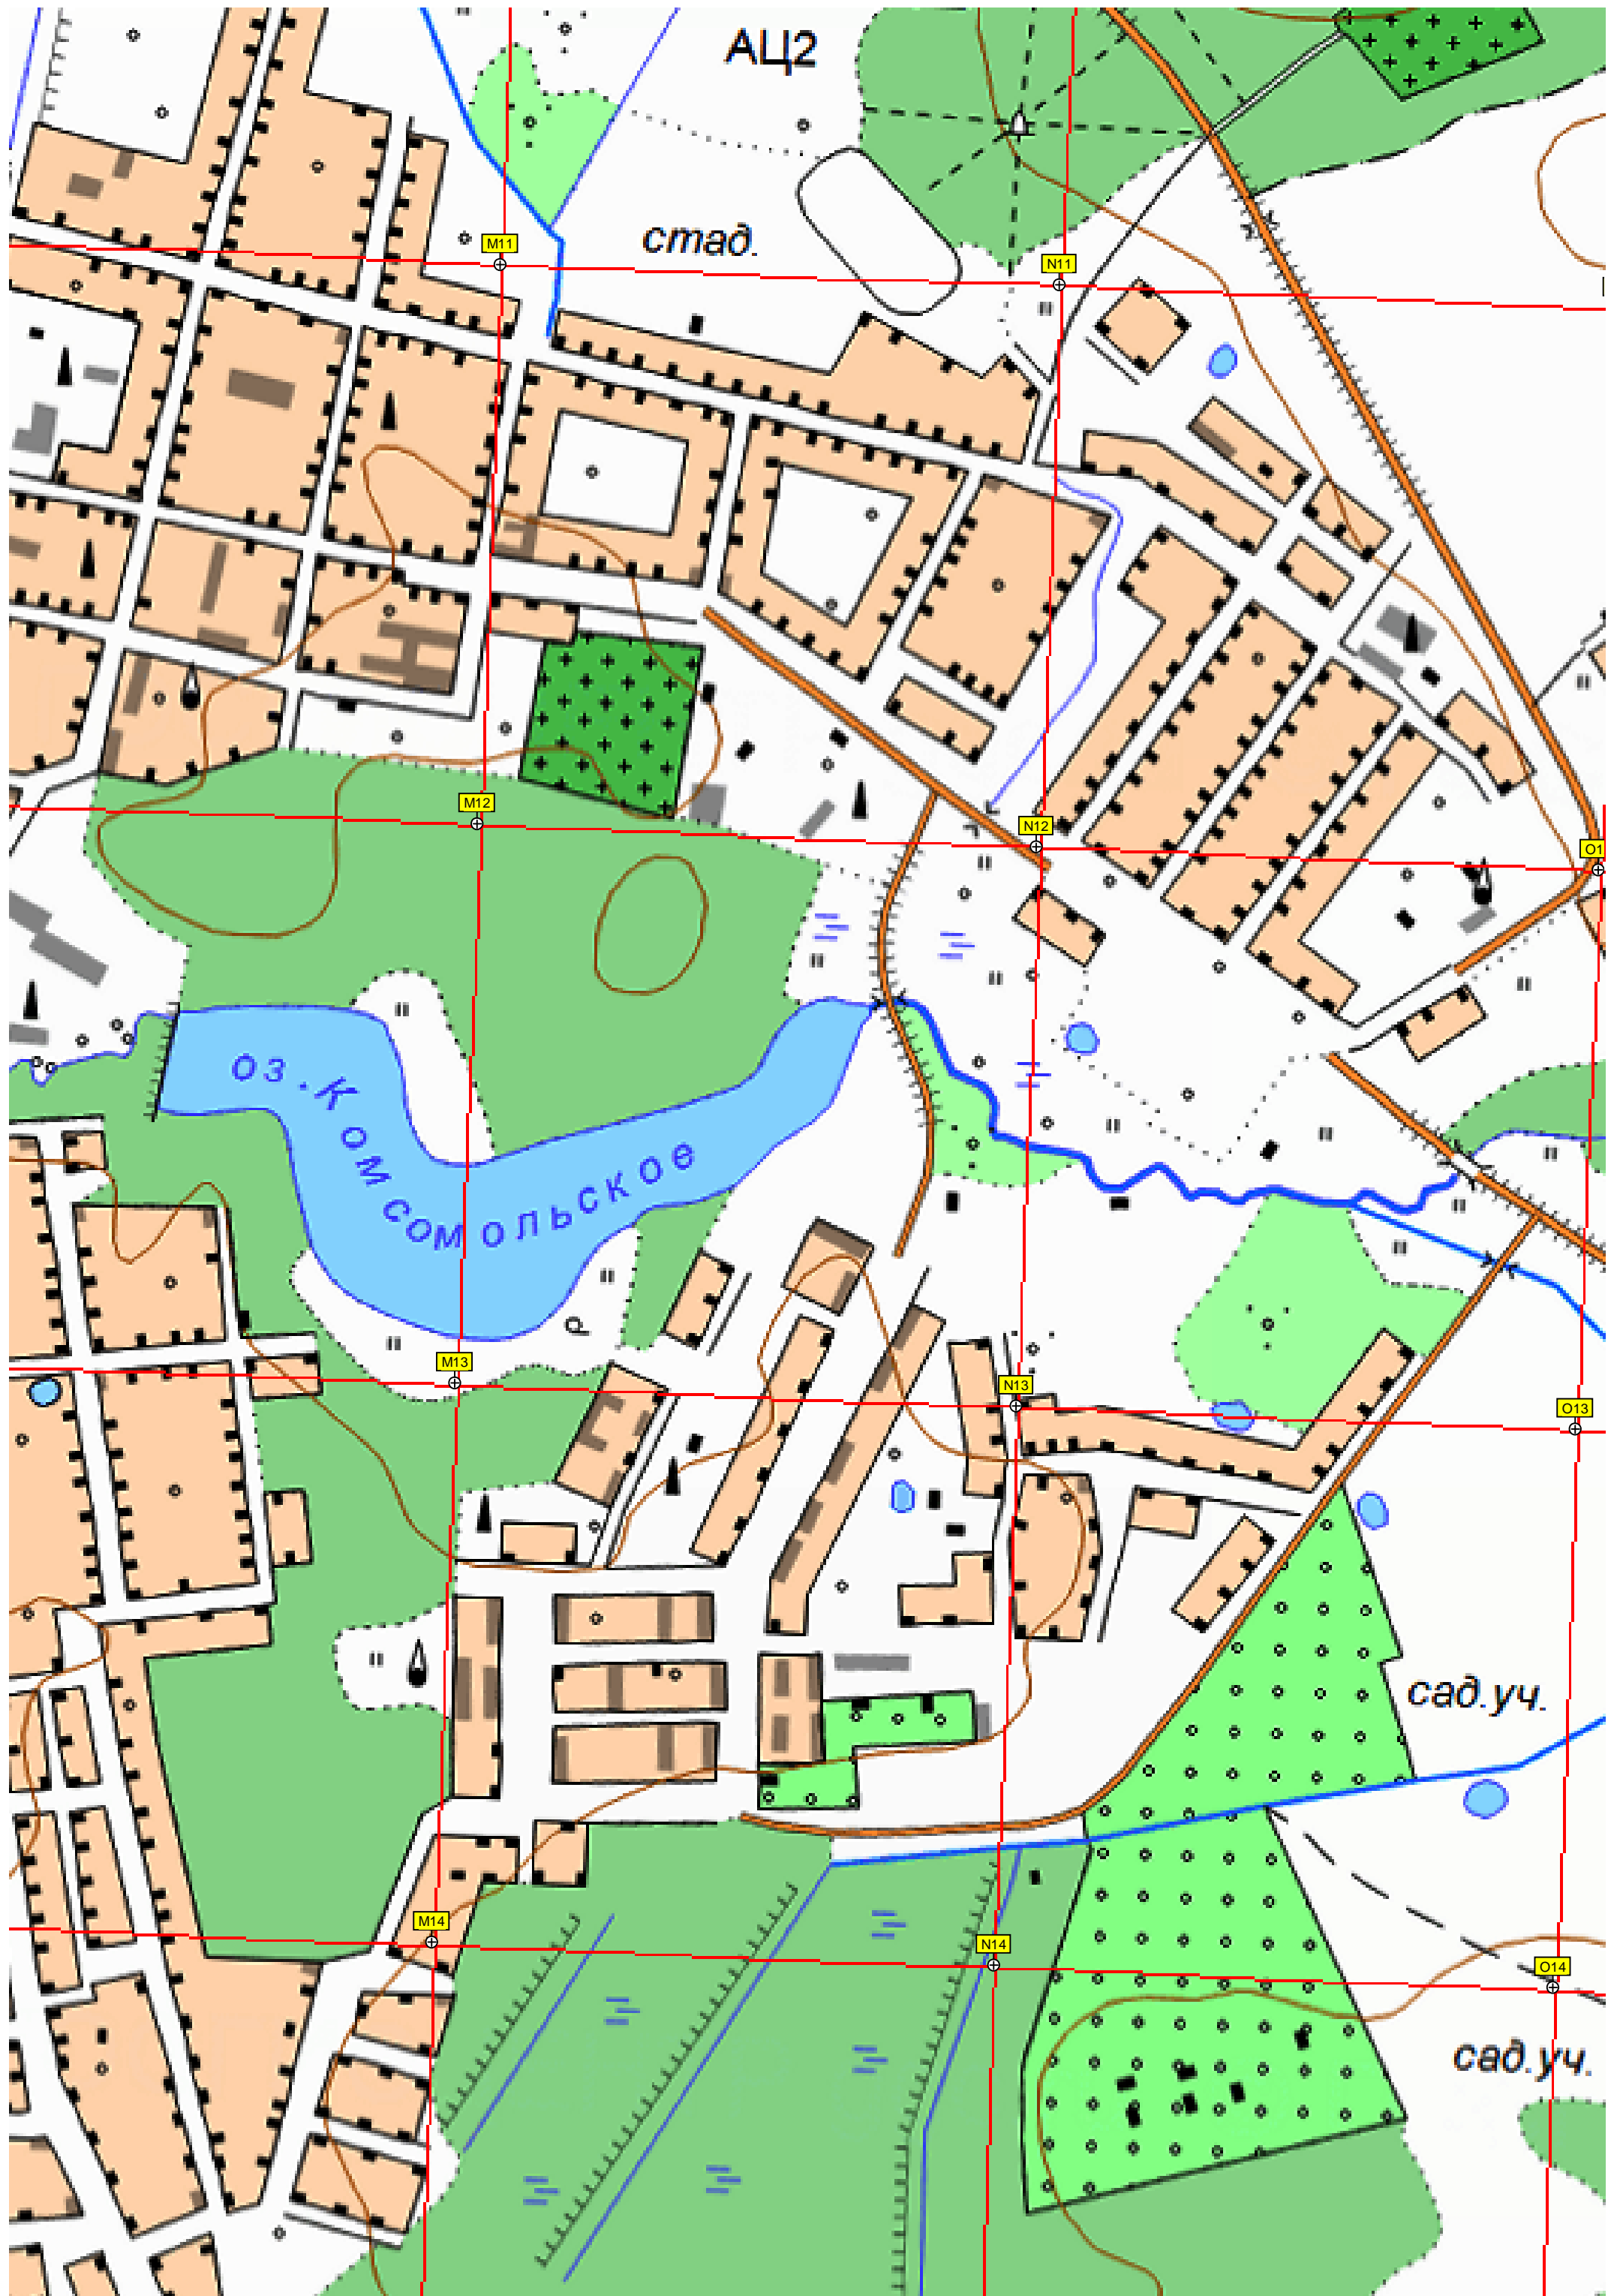 АЦ2
стад.
M11
N11
M12
N12
O1
оз. Комсомольское
M13
N13
O13
сад.уч.
M14
N14
O14
сад.уч.